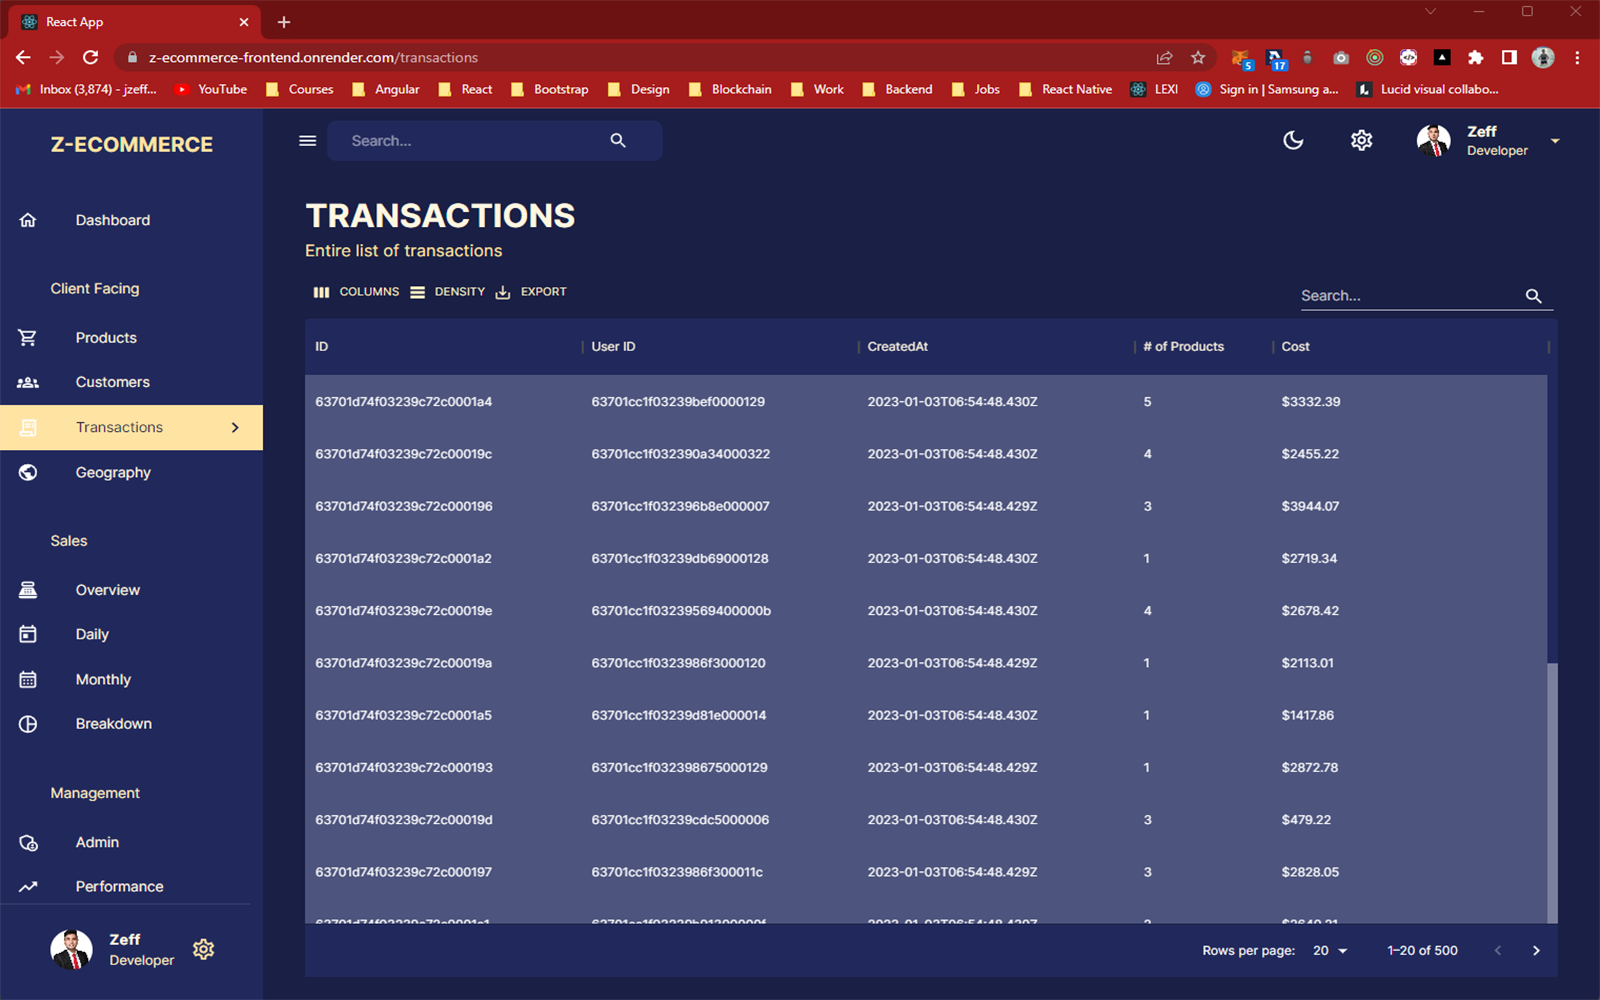 React App
z-ecommerce-frontend.onrender.com/transactions
5
17
Inbox (3,874) - jzeff... YouTube Courses Angular React Bootstrap Design Blockchain Work Backend Jobs React Native LEXI Sign in | Samsung a... Lucid visual collabo...
Z-ECOMMERCE
Search...
Zeff
Developer
Dashboard
Client Facing
Products
Customers
Transactions
Geography
Sales
Overview
Daily
Monthly
Breakdown
Management
Admin
Performance
Zeff
Developer
TRANSACTIONS
Entire list of transactions
COLUMNS DENSITY EXPORT
Search...
ID User ID CreatedAt # of Products Cost
63701d74f03239c72c0001a4 63701cc1f03239bef0000129 2023-01-03T06:54:48.430Z 5 $3332.39
63701d74f03239c72c00019c 63701cc1f032390a34000322 2023-01-03T06:54:48.430Z 4 $2455.22
63701d74f03239c72c000196 63701cc1f032396b8e000007 2023-01-03T06:54:48.429Z 3 $3944.07
63701d74f03239c72c0001a2 63701cc1f03239db69000128 2023-01-03T06:54:48.430Z 1 $2719.34
63701d74f03239c72c00019e 63701cc1f03239569400000b 2023-01-03T06:54:48.430Z 4 $2678.42
63701d74f03239c72c00019a 63701cc1f0323986f3000120 2023-01-03T06:54:48.429Z 1 $2113.01
63701d74f03239c72c0001a5 63701cc1f03239d81e000014 2023-01-03T06:54:48.430Z 1 $1417.86
63701d74f03239c72c000193 63701cc1f032398675000129 2023-01-03T06:54:48.429Z 1 $2872.78
63701d74f03239c72c00019d 63701cc1f03239cdc5000006 2023-01-03T06:54:48.430Z 3 $479.22
63701d74f03239c72c000197 63701cc1f0323986f300011c 2023-01-03T06:54:48.429Z 3 $2828.05
Rows per page: 20 1–20 of 500